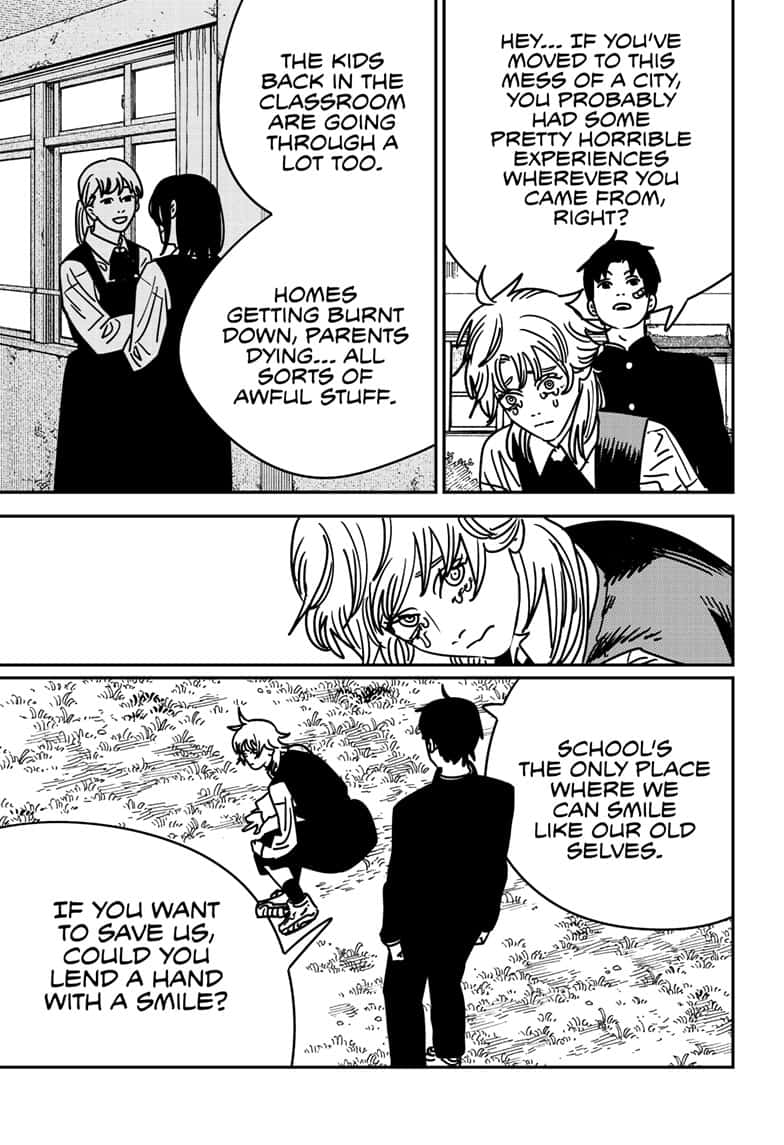 HEY... IF YOU'VE
MOVED TO THIS
MESS OF A CITY,
YOU PROBABLY
HAD SOME
PRETTY HORRIBLE
EXPERIENCES
WHEREVER YOU
CAME FROM,
RIGHT?
THE KIDS
BACK IN THE
CLASSROOM
ARE GOING
THROUGH A
LOT TOO.
HOMES
GETTING BURNT
DOWN, PARENTS
DYING... ALL
SORTS OF
AWFUL STUFF.
SCHOOL'S
THE ONLY PLACE
WHERE WE
CAN SMILE
LIKE OUR OLD
SELVES.
IF YOU WANT
TO SAVE US,
COULD YOU
LEND A HAND
WITH A SMILE?